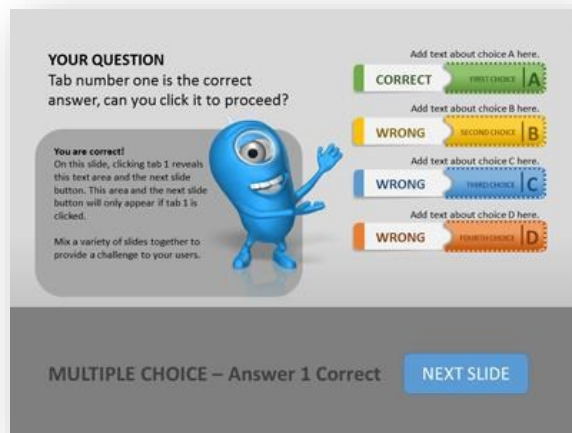 YOUR QUESTION
Tab number one is the correct
answer, can you click it to proceed?
You are correct!
On this slide, clicking tab 1 reveals
this text area and the next slide
button. This area and the next slide
button will only appear if tab 1 is
clicked.
Mix a variety of slides together to
provide a challenge to your users.
Add text about choice A here.
CORRECT FIRST CHOICE A
Add text about choice B here.
WRONG SECOND CHOICE B
Add text about choice C here.
WRONG THIRD CHOICE C
Add text about choice D here.
WRONG FOURTH CHOICE D
MULTIPLE CHOICE – Answer 1 Correct
NEXT SLIDE